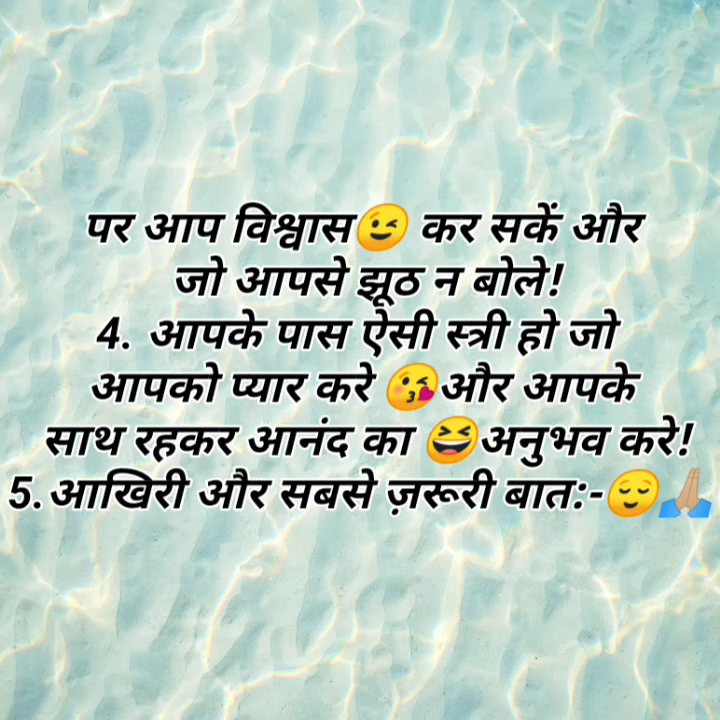 पर आप विश्वास😉 कर सकें और
जो आपसे झूठ न बोले!
4. आपके पास ऐसी स्त्री हो जो
आपको प्यार करे 😘और आपके
साथ रहकर आनंद का 😆अनुभव करे!
5.आखिरी और सबसे ज़रूरी बात:-😌🙏🏼